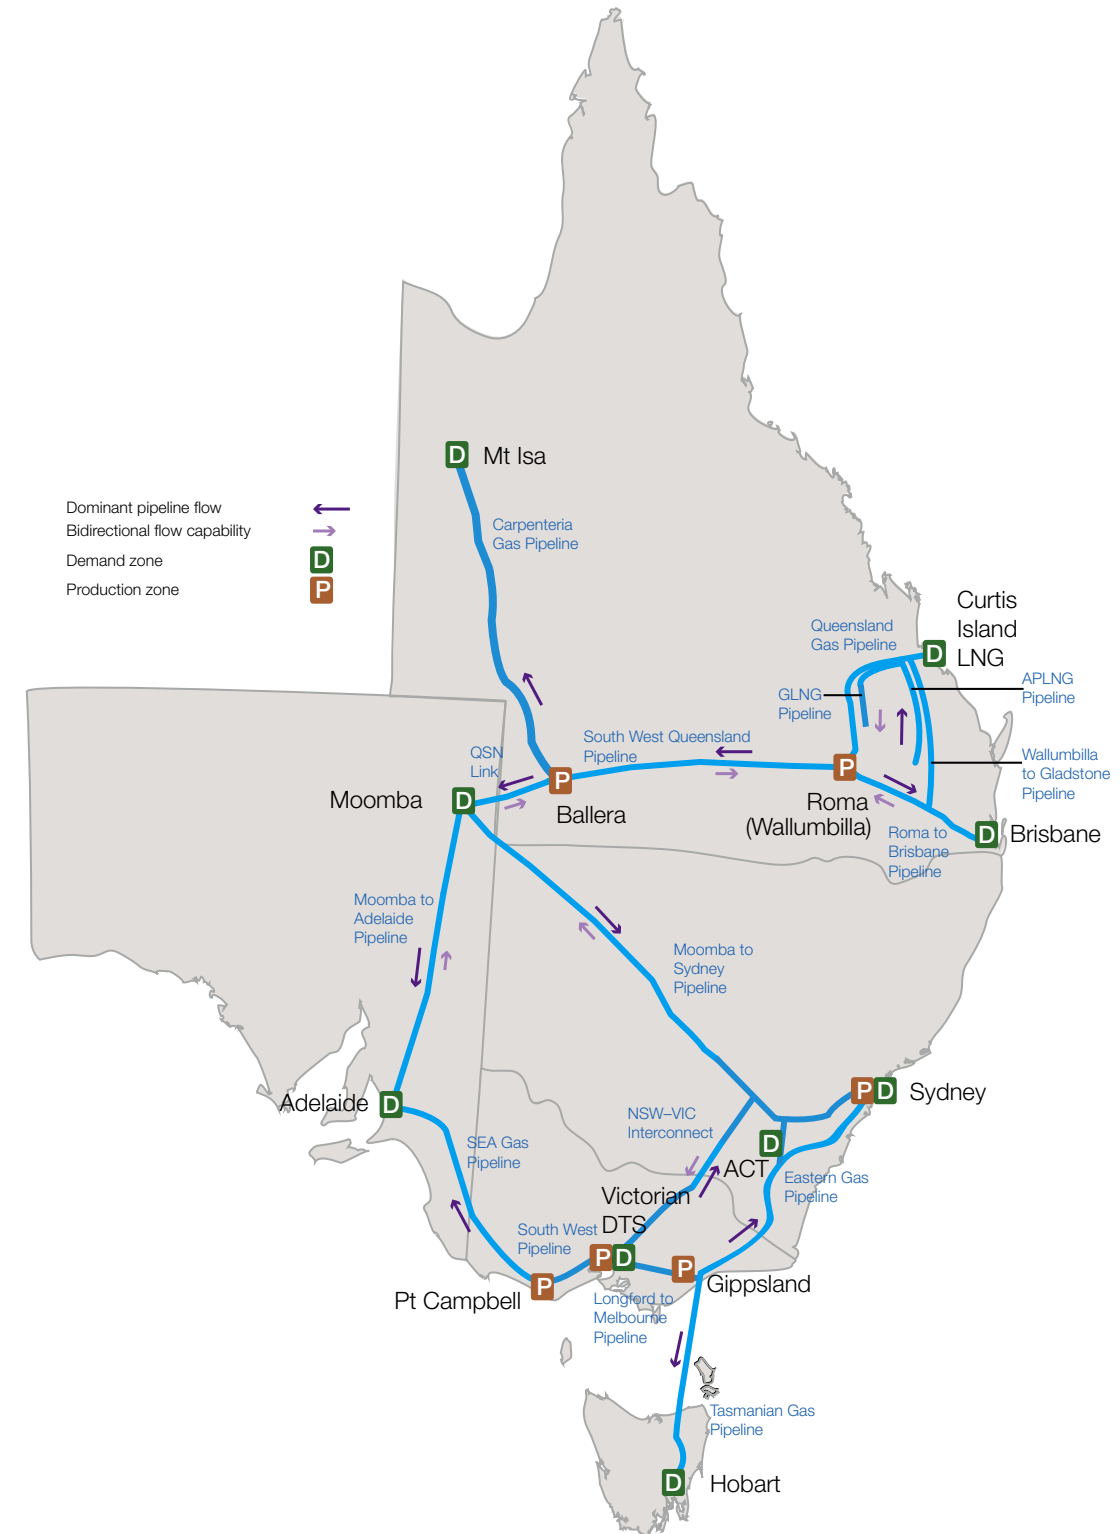 D
Mt Isa
Dominant pipeline flow
Bidirectional flow capability
Demand zone
D
Production zone
P
Carpenteria
Gas Pipeline
Curtis
Island
LNG
D
Queensland
Gas Pipeline
APLNG
Pipeline
GLNG
Pipeline
South West Queensland
Pipeline
QSN
Link
Wallumbilla
to Gladstone
Pipeline
P
P
Moomba
D
Ballera
Roma
(Wallumbilla)
Roma to
Brisbane
Pipeline
D
Brisbane
Moomba to
Adelaide
Pipeline
Moomba to
Sydney
Pipeline
Adelaide
D
P
D
Sydney
NSW–VIC
Interconnect
D
ACT
SEA Gas
Pipeline
Eastern Gas
Pipeline
Victorian
DTS
South West
Pipeline
P
D
P
Gippsland
P
Pt Campbell
Longford to
Melbourne
Pipeline
Tasmanian Gas
Pipeline
D
Hobart